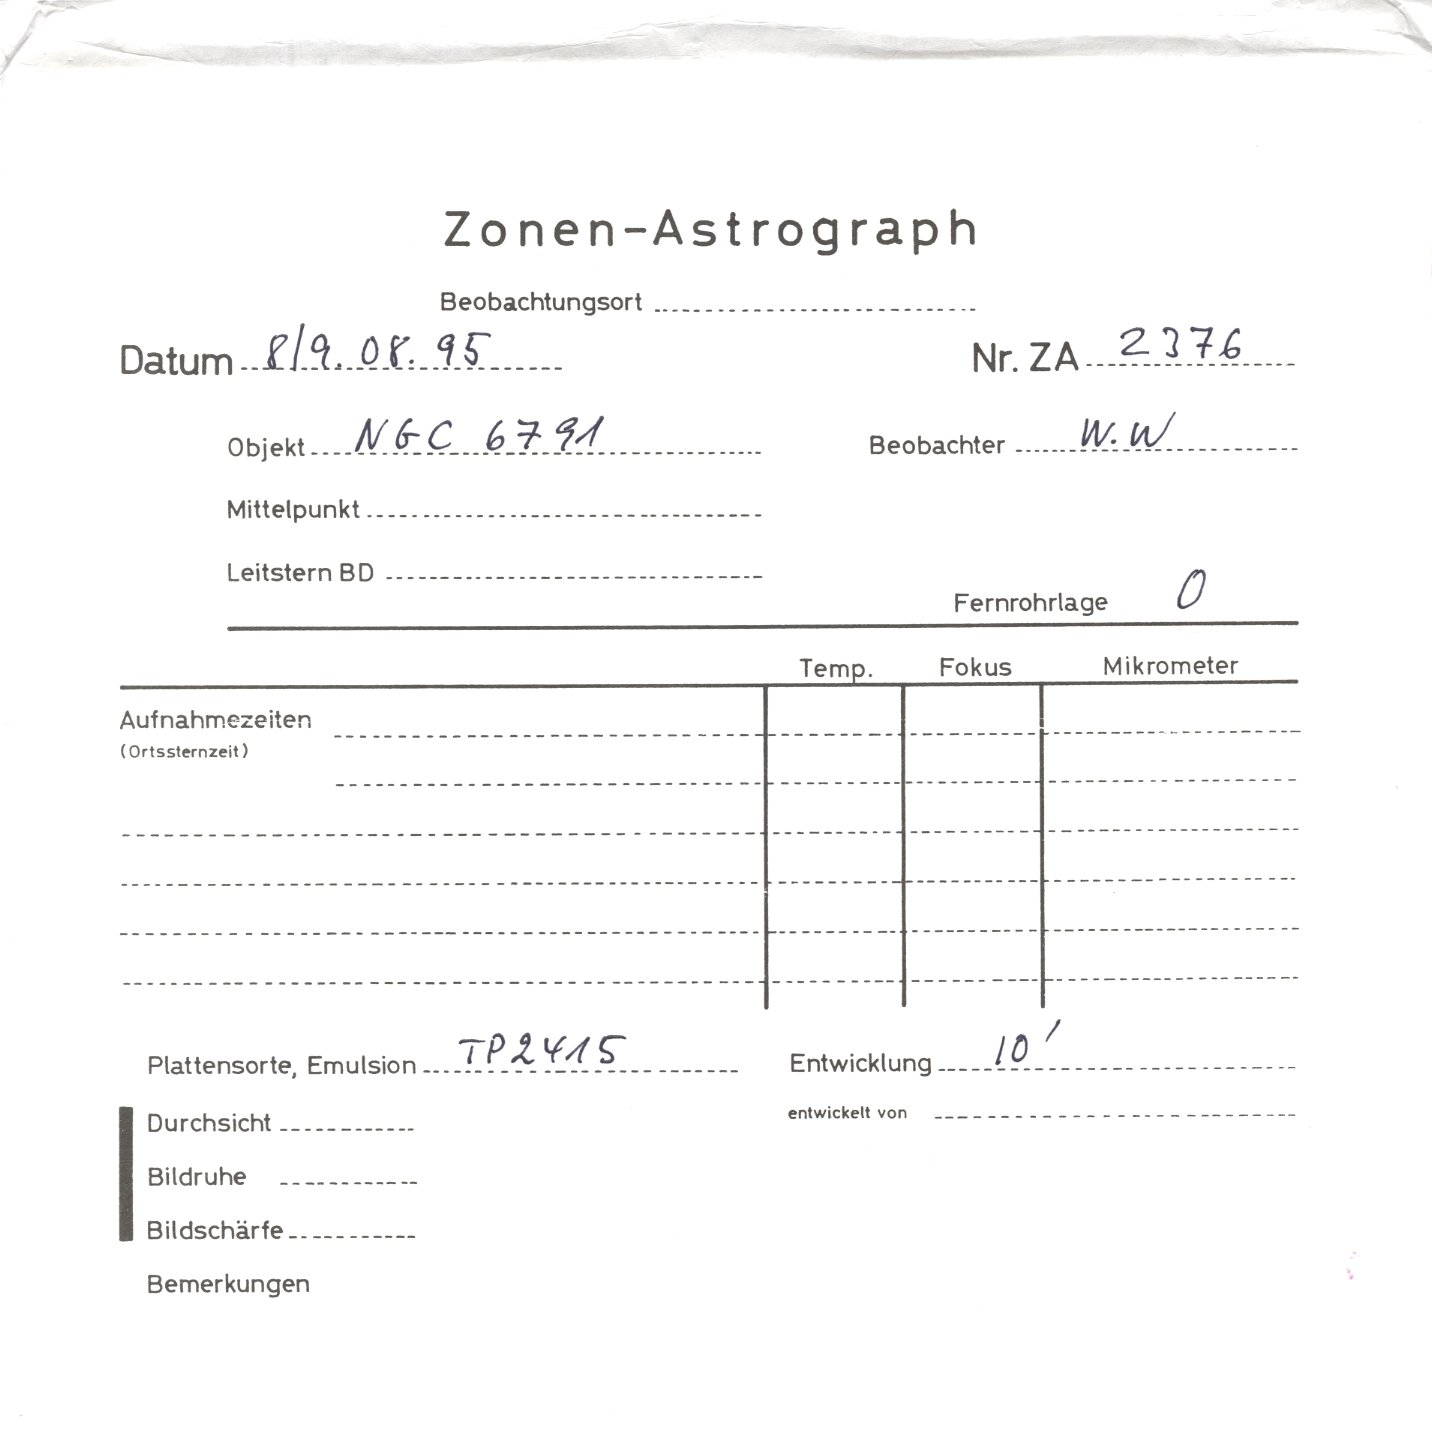 Zonen-Astrograph
Beobachtungsort
Datum 8/9. 08. 95 Nr. ZA 2376
Objekt NGC 6791 Beobachter W. W
Mittelpunkt
Leitstern BD
Fernrohrlage O
Temp. Fokus Mikrometer
Aufnahmezeiten
(Ortssternzeit)
Plattensorte, Emulsion TP2415 Entwicklung 10'
Durchsicht entwickelt von
Bildruhe
Bildschärfe
Bemerkungen